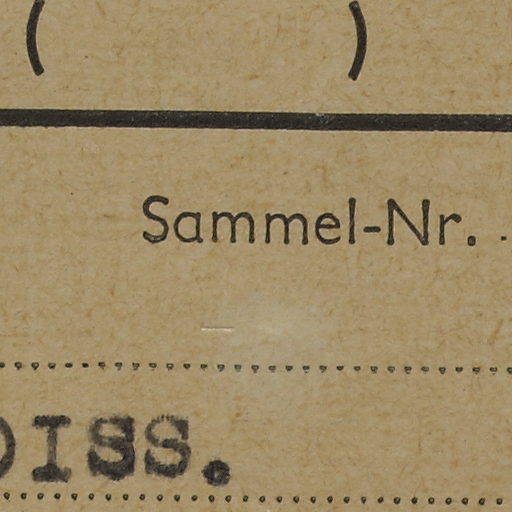 ( )
Sammel-Nr.
DISS.